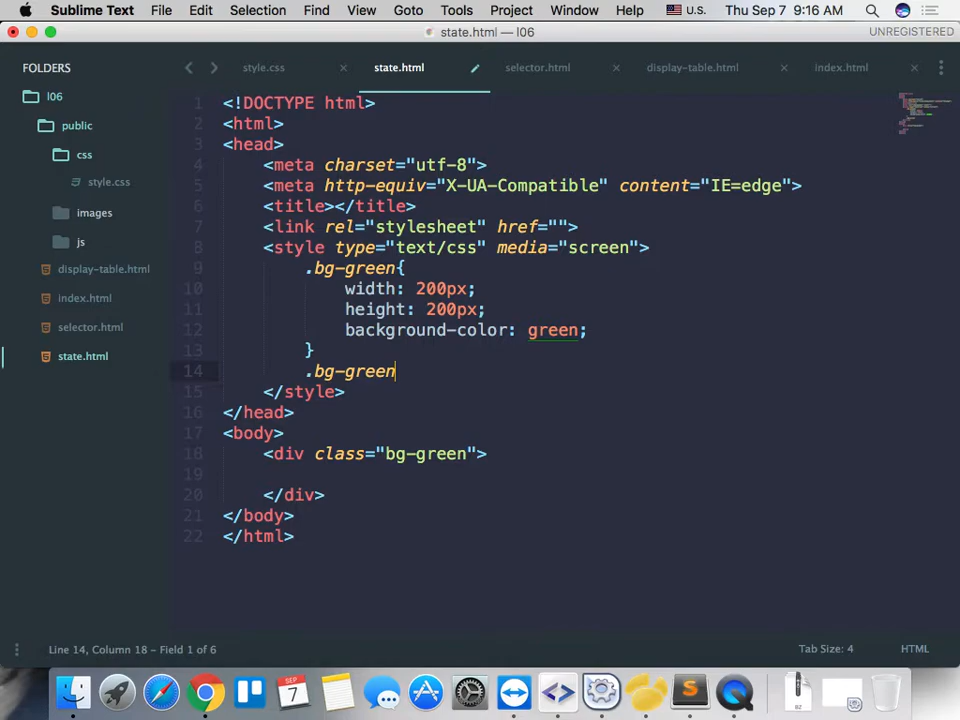 Sublime Text File Edit Selection Find View Goto Tools Project Window Help U.S. Thu Sep 7 9:16 AM
state.html — l06 UNREGISTERED
FOLDERS
l06
public
css
style.css
images
js
display-table.html
index.html
selector.html
state.html
style.css state.html selector.html display-table.html index.html
1 <!DOCTYPE html>
2 <html>
3 <head>
4 <meta charset="utf-8">
5 <meta http-equiv="X-UA-Compatible" content="IE=edge">
6 <title></title>
7 <link rel="stylesheet" href="">
8 <style type="text/css" media="screen">
9 .bg-green{
10 width: 200px;
11 height: 200px;
12 background-color: green;
13 }
14 .bg-green
15 </style>
16 </head>
17 <body>
18 <div class="bg-green">
19
20 </div>
21 </body>
22 </html>
Line 14, Column 18 - Field 1 of 6 Tab Size: 4 HTML
SEP
7